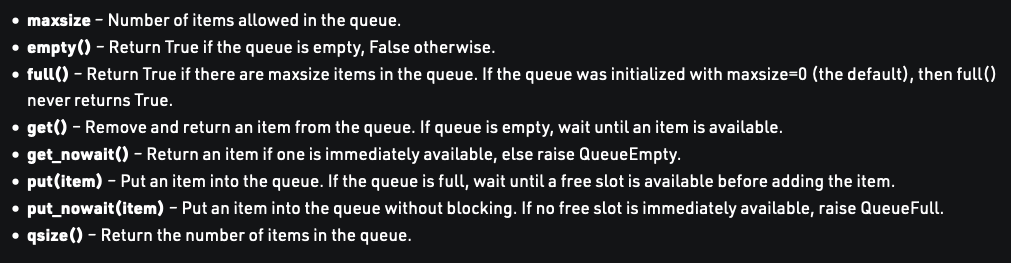 • maxsize – Number of items allowed in the queue.
• empty() – Return True if the queue is empty, False otherwise.
• full() – Return True if there are maxsize items in the queue. If the queue was initialized with maxsize=0 (the default), then full()
never returns True.
• get() – Remove and return an item from the queue. If queue is empty, wait until an item is available.
• get_nowait() – Return an item if one is immediately available, else raise QueueEmpty.
• put(item) – Put an item into the queue. If the queue is full, wait until a free slot is available before adding the item.
• put_nowait(item) – Put an item into the queue without blocking. If no free slot is immediately available, raise QueueFull.
• qsize() – Return the number of items in the queue.